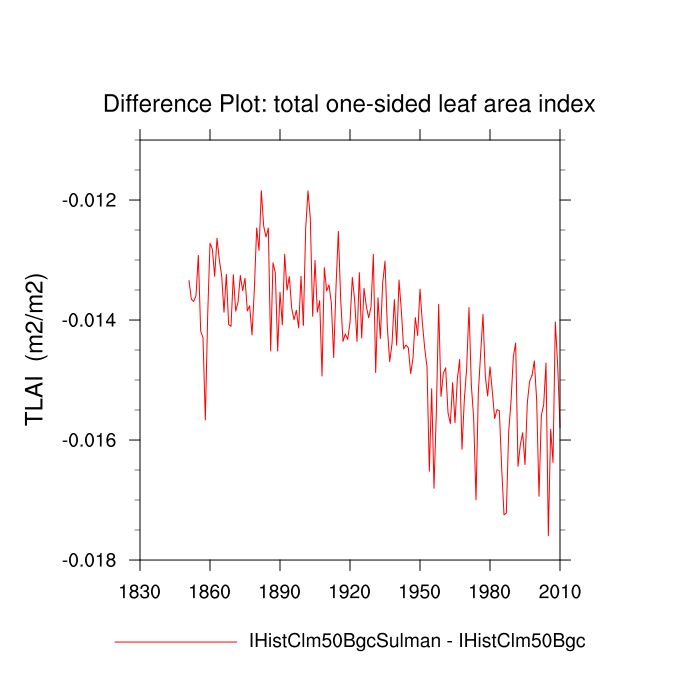 Difference Plot: total one-sided leaf area index
TLAI (m2/m2)
-0.012
-0.014
-0.016
-0.018
1830 1860 1890 1920 1950 1980 2010
IHistClm50BgcSulman - IHistClm50Bgc